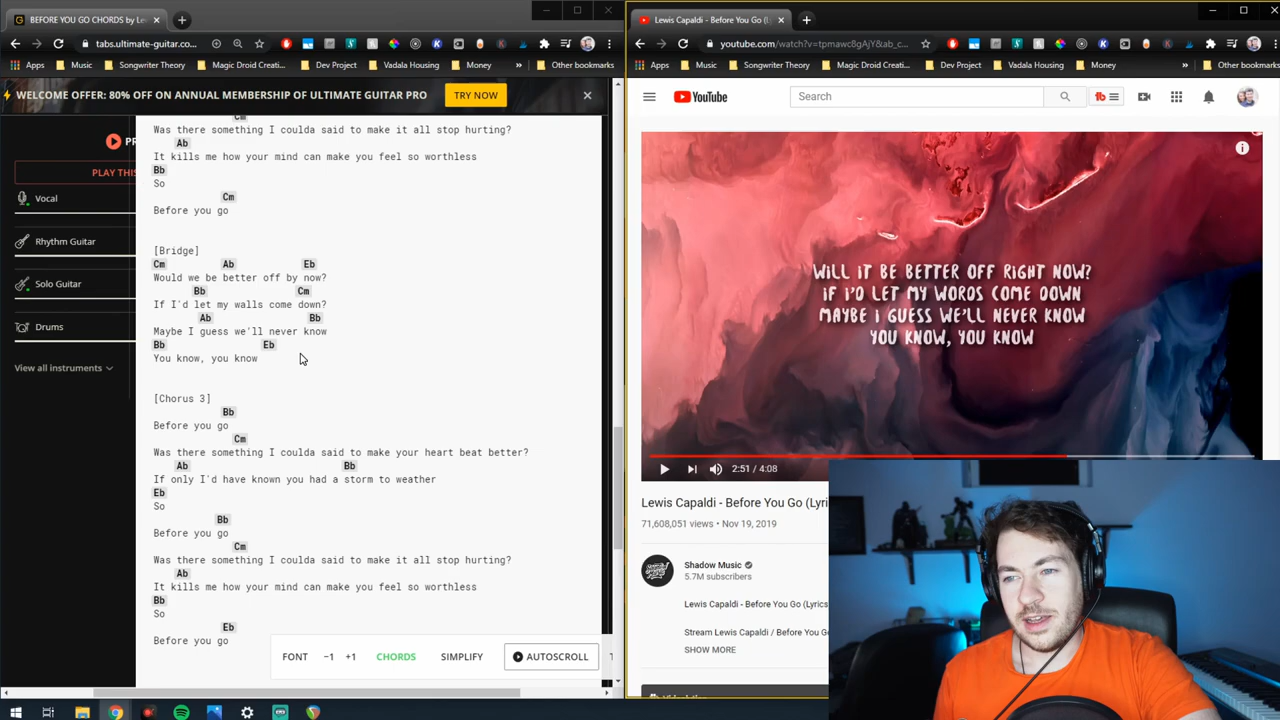 BEFORE YOU GO CHORDS by Le
tabs.ultimate-guitar.co...
Apps
Music
Songwriter Theory
Magic Droid Creati...
Dev Project
Vadala Housing
Money
»
Other bookmarks
WELCOME OFFER: 80% OFF ON ANNUAL MEMBERSHIP OF ULTIMATE GUITAR PRO
TRY NOW
PLAY THIS
Vocal
Rhythm Guitar
Solo Guitar
Drums
View all instruments
Cm
Was there something I coulda said to make it all stop hurting?
Ab
It kills me how your mind can make you feel so worthless
Bb
So
Cm
Before you go
[Bridge]
Cm Ab Eb
Would we be better off by now?
Bb Cm
If I'd let my walls come down?
Ab Bb
Maybe I guess we'll never know
Bb Eb
You know, you know
[Chorus 3]
Bb
Before you go
Cm
Was there something I coulda said to make your heart beat better?
Ab Bb
If only I'd have known you had a storm to weather
Eb
So
Bb
Before you go
Cm
Was there something I coulda said to make it all stop hurting?
Ab
It kills me how your mind can make you feel so worthless
Bb
So
Eb
Before you go
FONT −1 +1 CHORDS SIMPLIFY AUTOSCROLL
Lewis Capaldi - Before You Go (L
youtube.com/watch?v=tpmawc8gAjY&ab_c...
Apps
Music
Songwriter Theory
Magic Droid Creati...
Dev Project
Vadala Housing
Money
»
Other bookmarks
YouTube
Search
WILL IT BE BETTER OFF RIGHT NOW?
IF I'D LET MY WORDS COME DOWN
MAYBE I GUESS WE'LL NEVER KNOW
YOU KNOW, YOU KNOW
2:51 / 4:08
Lewis Capaldi - Before You Go (Lyri
71,608,051 views • Nov 19, 2019
Shadow Music
5.7M subscribers
Lewis Capaldi - Before You Go (Lyrics
Stream Lewis Capaldi / Before You Go
SHOW MORE